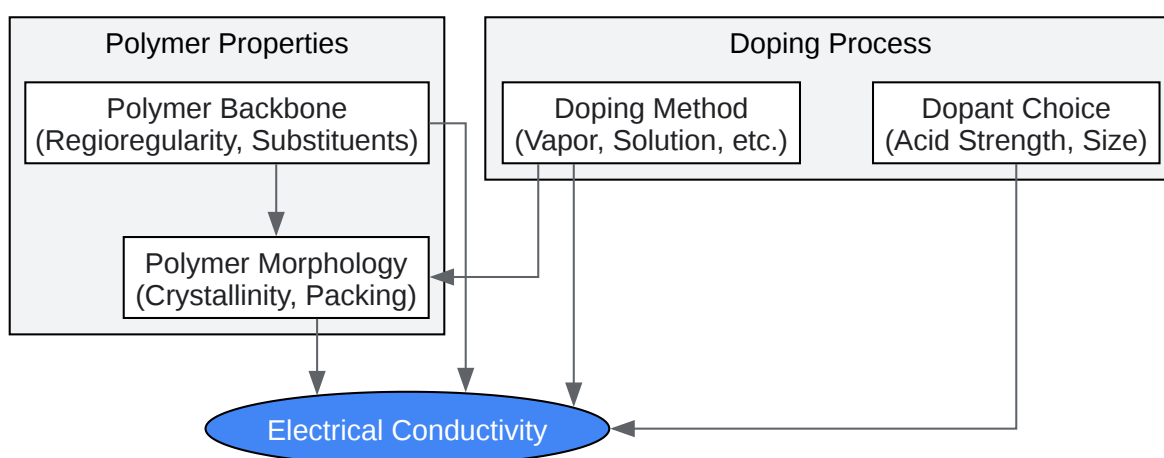 Polymer Properties
Polymer Backbone
(Regioregularity, Substituents)
Polymer Morphology
(Crystallinity, Packing)
Doping Process
Doping Method
(Vapor, Solution, etc.)
Dopant Choice
(Acid Strength, Size)
Electrical Conductivity